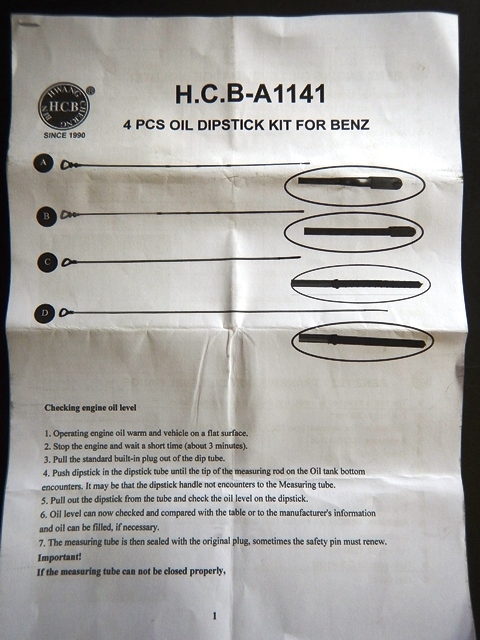 H.C.B-A1141
HWANG
BIN
CHERNG
H.C.B
®
SINCE 1990
4 PCS OIL DIPSTICK KIT FOR BENZ
A
B
C
D
Checking engine oil level
1. Operating engine oil warm and vehicle on a flat surface.
2. Stop the engine and wait a short time (about 3 minutes).
3. Pull the standard built-in plug out of the dip tube.
4. Push dipstick in the dipstick tube until the tip of the measuring rod on the Oil tank bottom
encounters. It may be that the dipstick handle not encounters to the Measuring tube.
5. Pull out the dipstick from the tube and check the oil level on the dipstick.
6. Oil level can now checked and compared with the table or to the manufacturer's information
and oil can be filled, if necessary.
7. The measuring tube is then sealed with the original plug, sometimes the safety pin must renew.
Important!
If the measuring tube can not be closed properly,
1